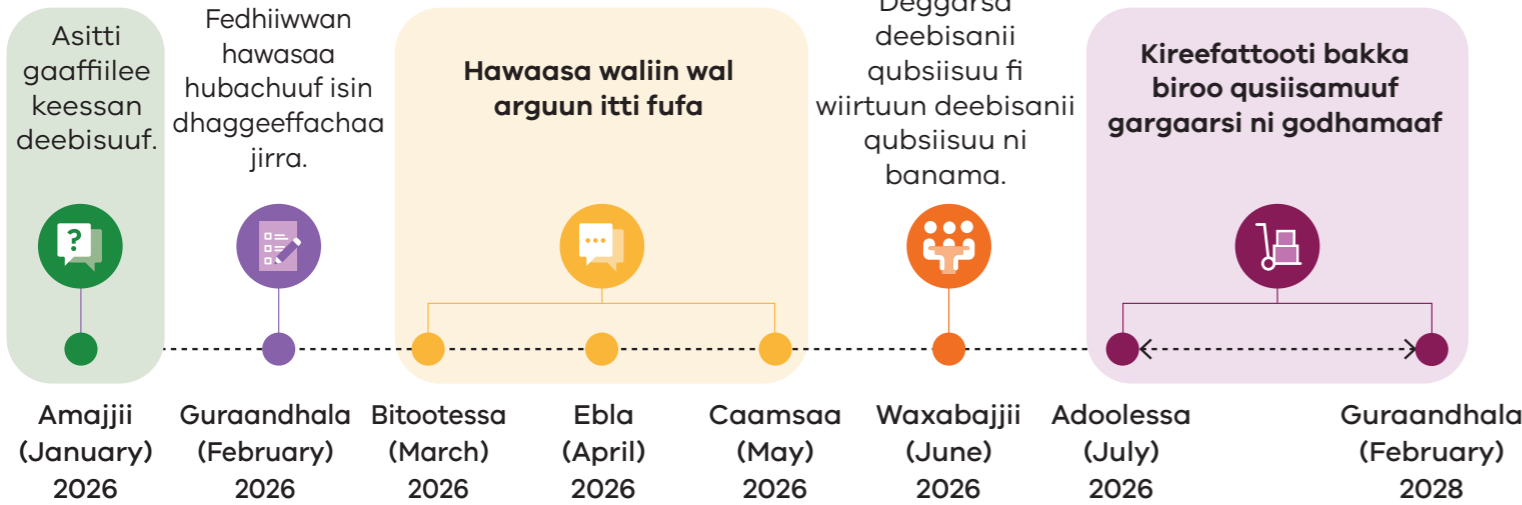 Asitti
gaaffiilee
keessan
deebisuuf.
Fedhiiwwan
hawasaa
hubachuuf isin
dhaggeeffachaa
jirra.
Hawaasa waliin wal
arguun itti fufa
Deggarsa
deebisanii
qubsiisuu fi
wiirtuun deebisanii
qubsiisuu ni
banama.
Kireefattooti bakka
biroo qusiisamuuf
gargaarsi ni godhamaaf
?
Amajjii
(January)
2026
Guraandhala
(February)
2026
Bitootessa
(March)
2026
Ebla
(April)
2026
Caamsaa
(May)
2026
Waxabajjii
(June)
2026
Adoolessa
(July)
2026
Guraandhala
(February)
2028